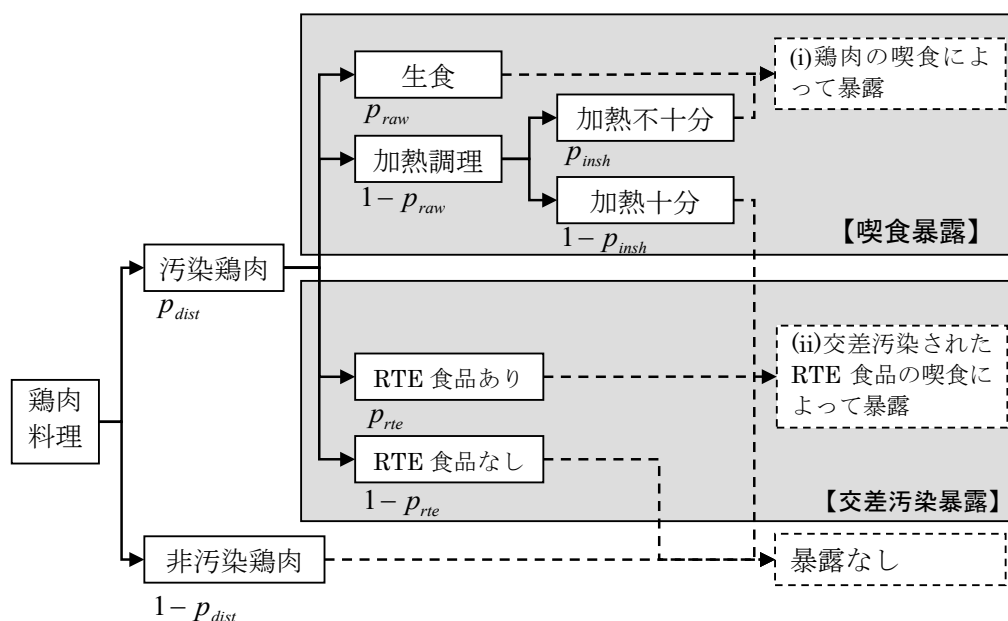 生食
p_raw
(i)鶏肉の喫食によ
って暴露
加熱不十分
p_insh
加熱調理
1− p_raw
加熱十分
1− p_insh
【喫食暴露】
汚染鶏肉
p_dist
(ii)交差汚染された
RTE 食品の喫食に
よって暴露
RTE 食品あり
p_rte
鶏肉
料理
RTE 食品なし
1− p_rte
【交差汚染暴露】
非汚染鶏肉
1− p_dist
暴露なし